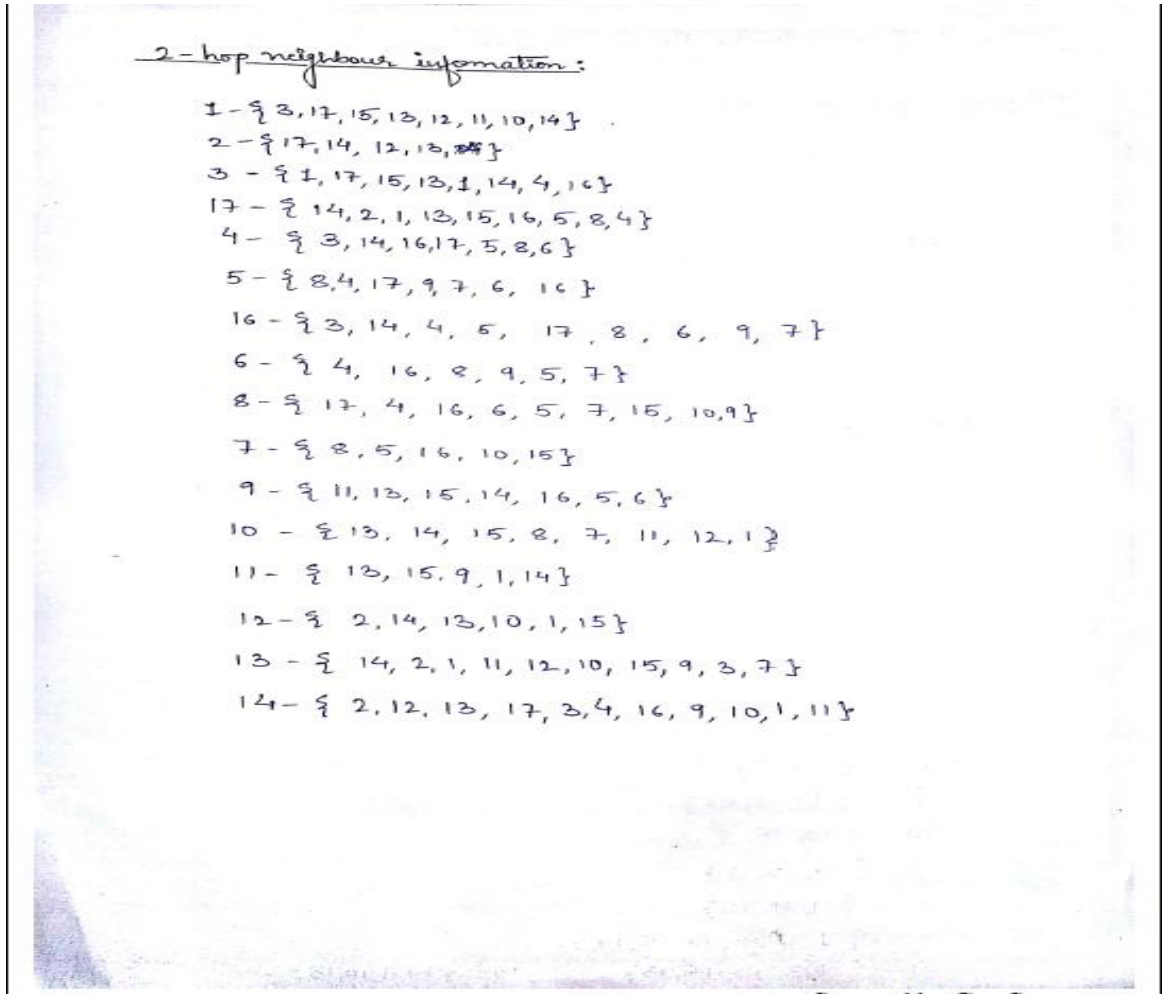 2-hop neighbour infomation :
1 - { 3, 17, 15, 13, 12, 11, 10, 14 }
2 - { 17, 14, 12, 13, }
3 - { 1, 17, 15, 13, 1, 14, 4, 16 }
17 - { 14, 2, 1, 13, 15, 16, 5, 8, 4 }
4 - { 3, 14, 16, 17, 5, 8, 6 }
5 - { 8, 4, 17, 9, 7, 6, 16 }
16 - { 3, 14, 4, 5, 17, 8, 6, 9, 7 }
6 - { 4, 16, 8, 9, 5, 7 }
8 - { 17, 4, 16, 6, 5, 7, 15, 10, 9 }
7 - { 8, 5, 16, 10, 15 }
9 - { 11, 13, 15, 14, 16, 5, 6 }
10 - { 13, 14, 15, 8, 7, 11, 12, 1 }
11 - { 13, 15, 9, 1, 14 }
12 - { 2, 14, 13, 10, 1, 15 }
13 - { 14, 2, 1, 11, 12, 10, 15, 9, 3, 7 }
14 - { 2, 12, 13, 17, 3, 4, 16, 9, 10, 1, 11 }